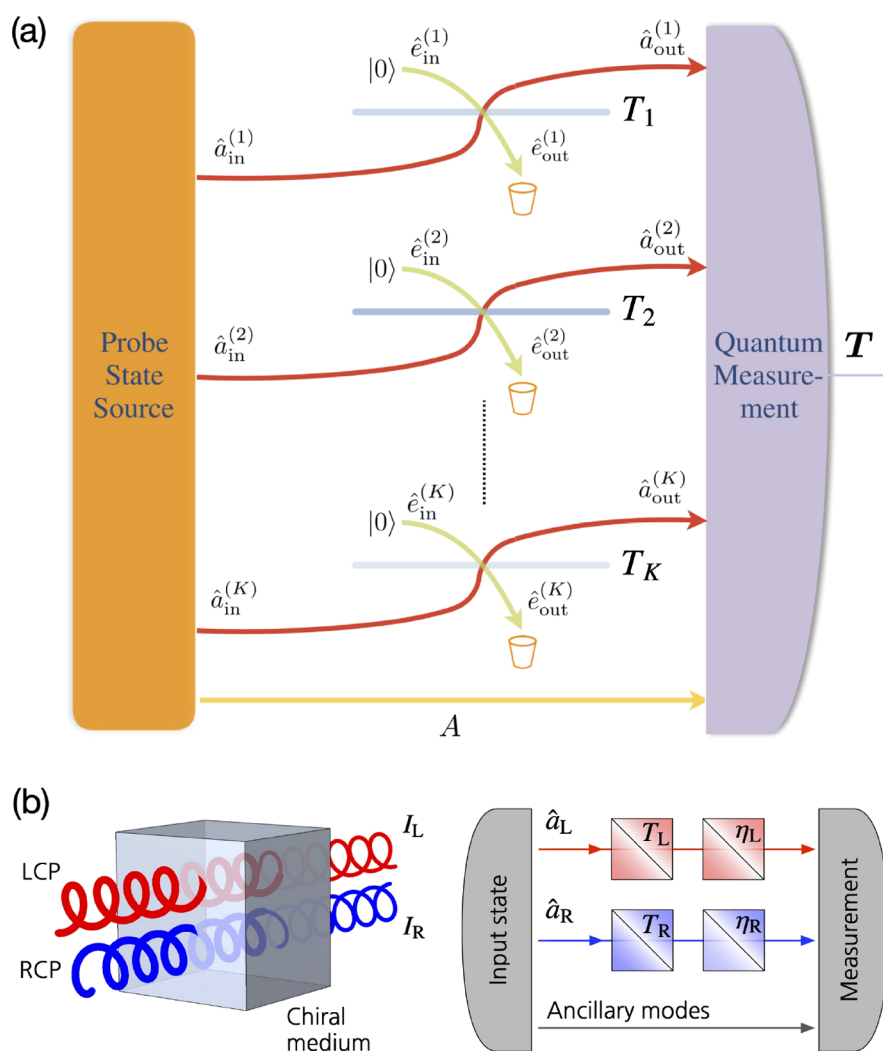 (a)
|0⟩
ê_in^(1)
â_out^(1)
T_1
â_in^(1)
ê_out^(1)
|0⟩
ê_in^(2)
â_out^(2)
T_2
â_in^(2)
ê_out^(2)
Probe
State
Source
Quantum
Measure-
ment
T
|0⟩
ê_in^(K)
â_out^(K)
T_K
â_in^(K)
ê_out^(K)
A
(b)
LCP
RCP
I_L
I_R
Chiral
medium
Input state
â_L
T_L
η_L
â_R
T_R
η_R
Ancillary modes
Measurement